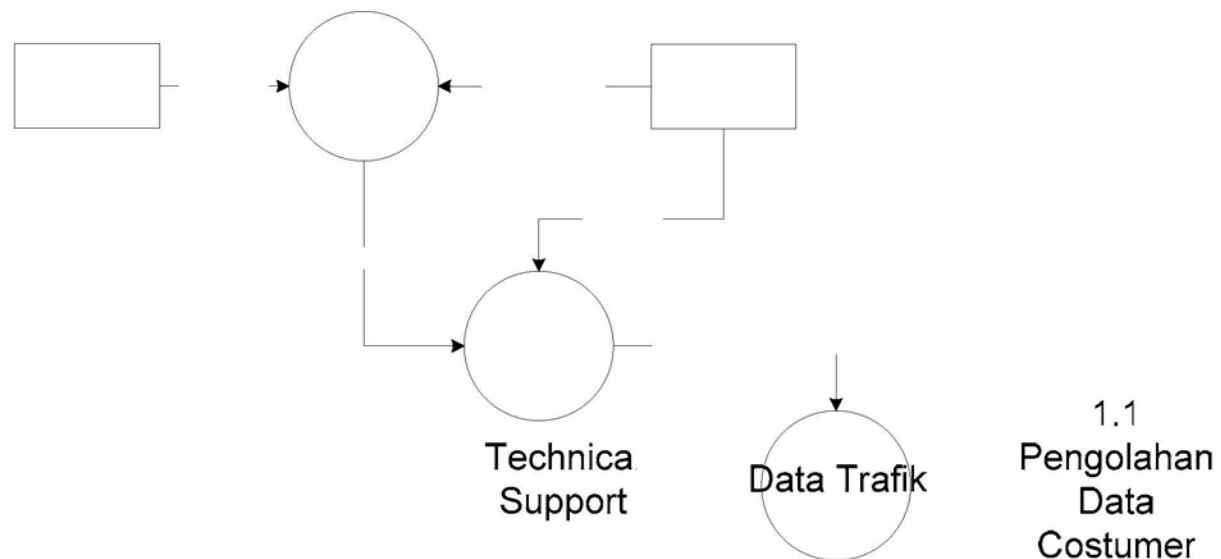 Technica
Support
Data Trafik
1.1
Pengolahan
Data
Costumer